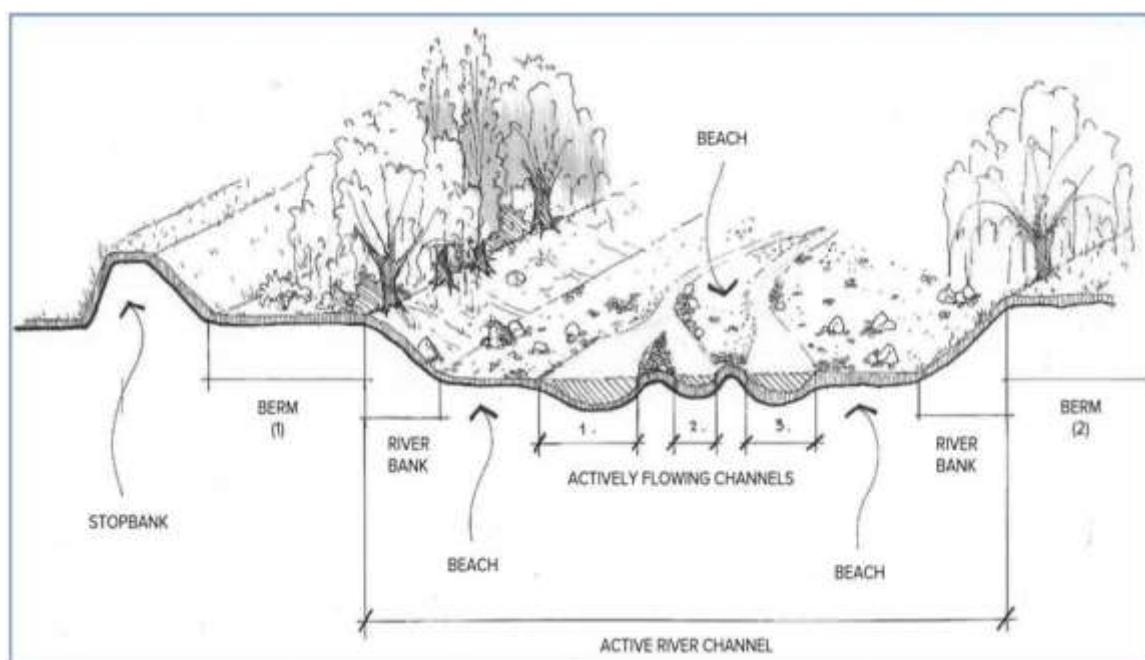 BEACH
BERM
(1)
RIVER
BANK
1.
2.
3.
ACTIVELY FLOWING CHANNELS
RIVER
BANK
BERM
(2)
STOPBANK
BEACH
BEACH
ACTIVE RIVER CHANNEL